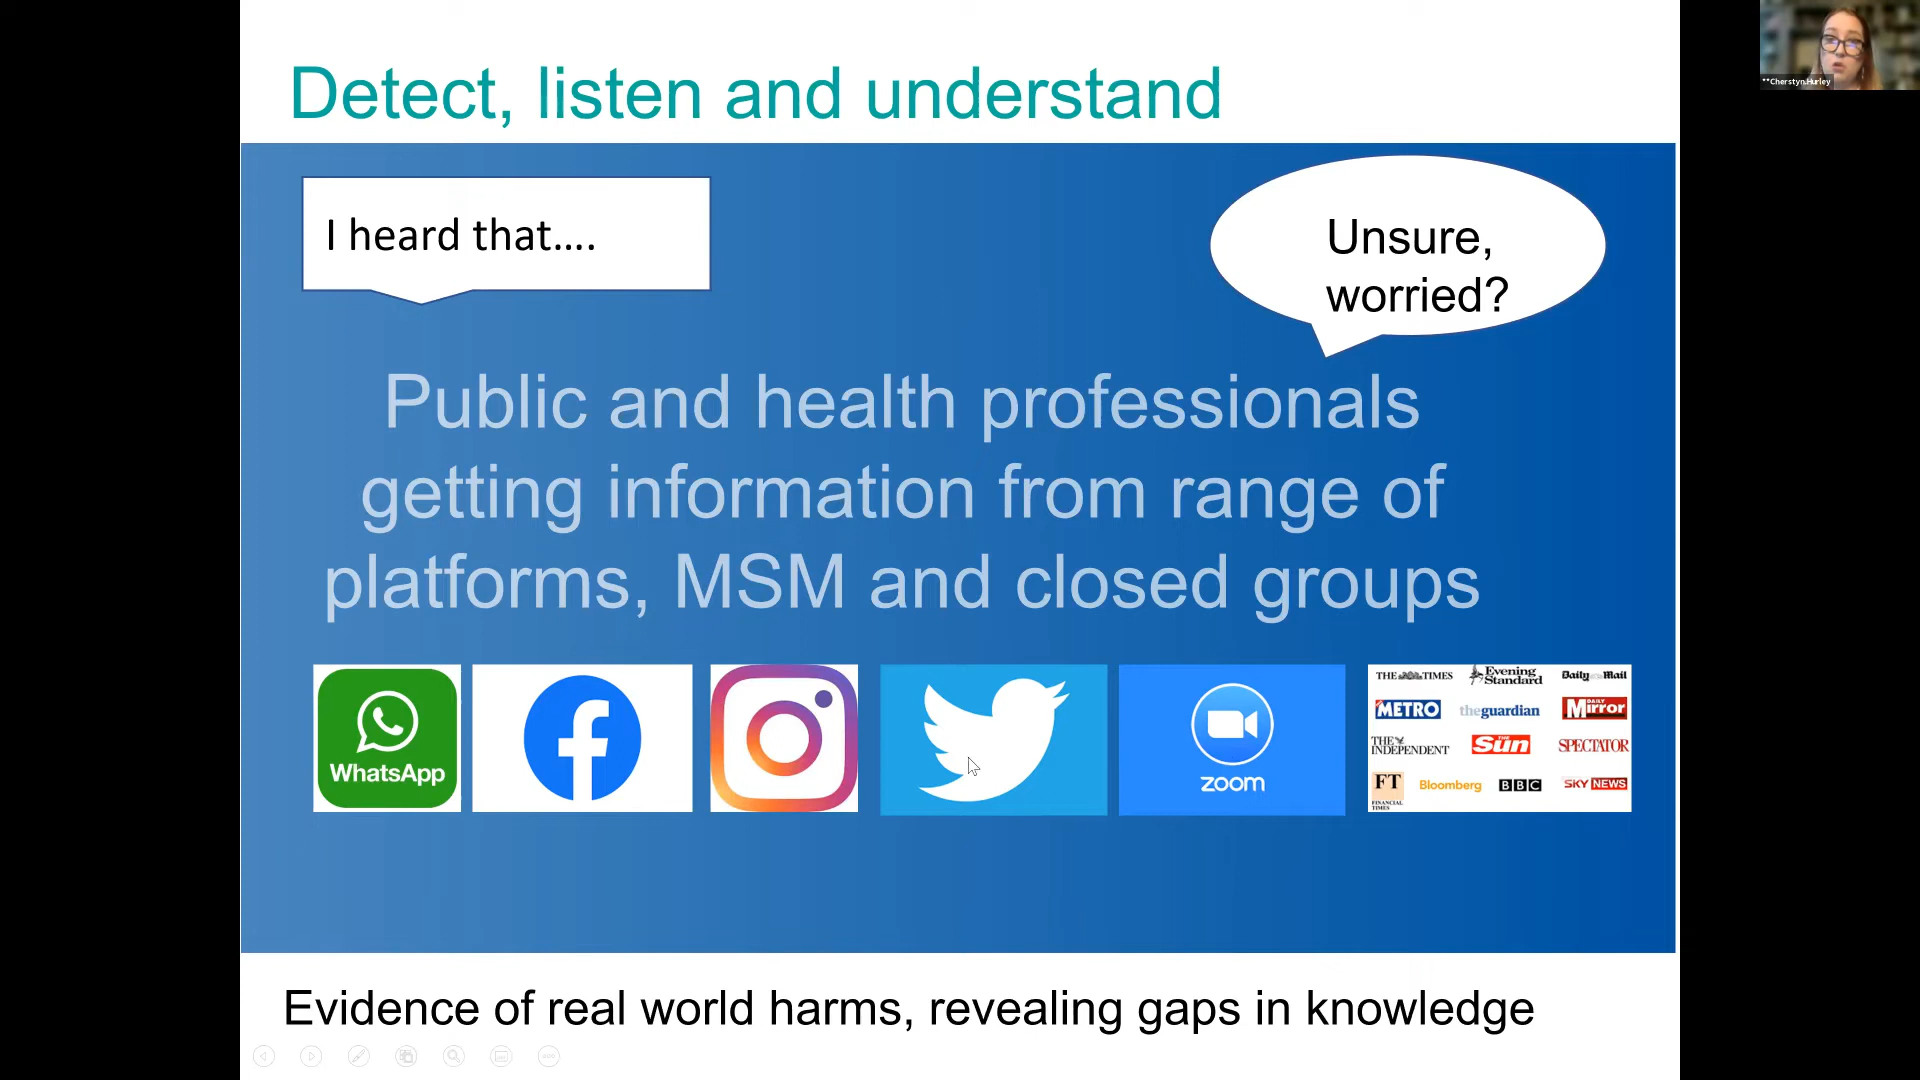 Detect, listen and understand
**Cherstyn.Hurley
I heard that....
Unsure,
worried?
Public and health professionals
getting information from range of
platforms, MSM and closed groups
WhatsApp
zoom
THE TIMES
Evening
Standard
Daily Mail
METRO
theguardian
DAILY
Mirror
THE
INDEPENDENT
THE
Sun
SPECTATOR
FT
FINANCIAL
TIMES
Bloomberg
BBC
SKY NEWS
Evidence of real world harms, revealing gaps in knowledge